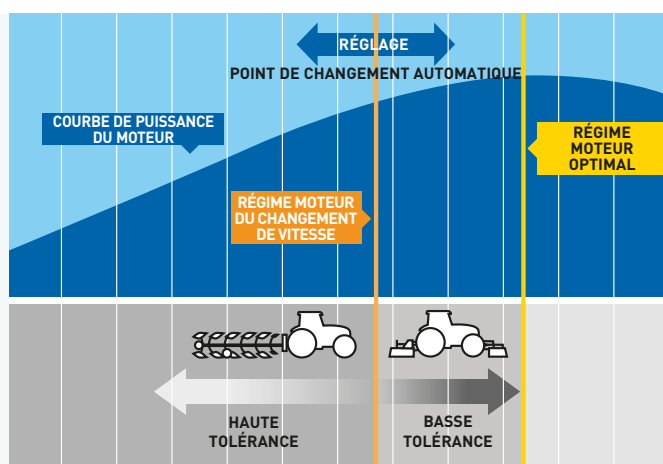 RÉGLAGE
POINT DE CHANGEMENT AUTOMATIQUE
COURBE DE PUISSANCE
DU MOTEUR
RÉGIME
MOTEUR
OPTIMAL
RÉGIME MOTEUR
DU CHANGEMENT
DE VITESSE
HAUTE
TOLÉRANCE
BASSE
TOLÉRANCE